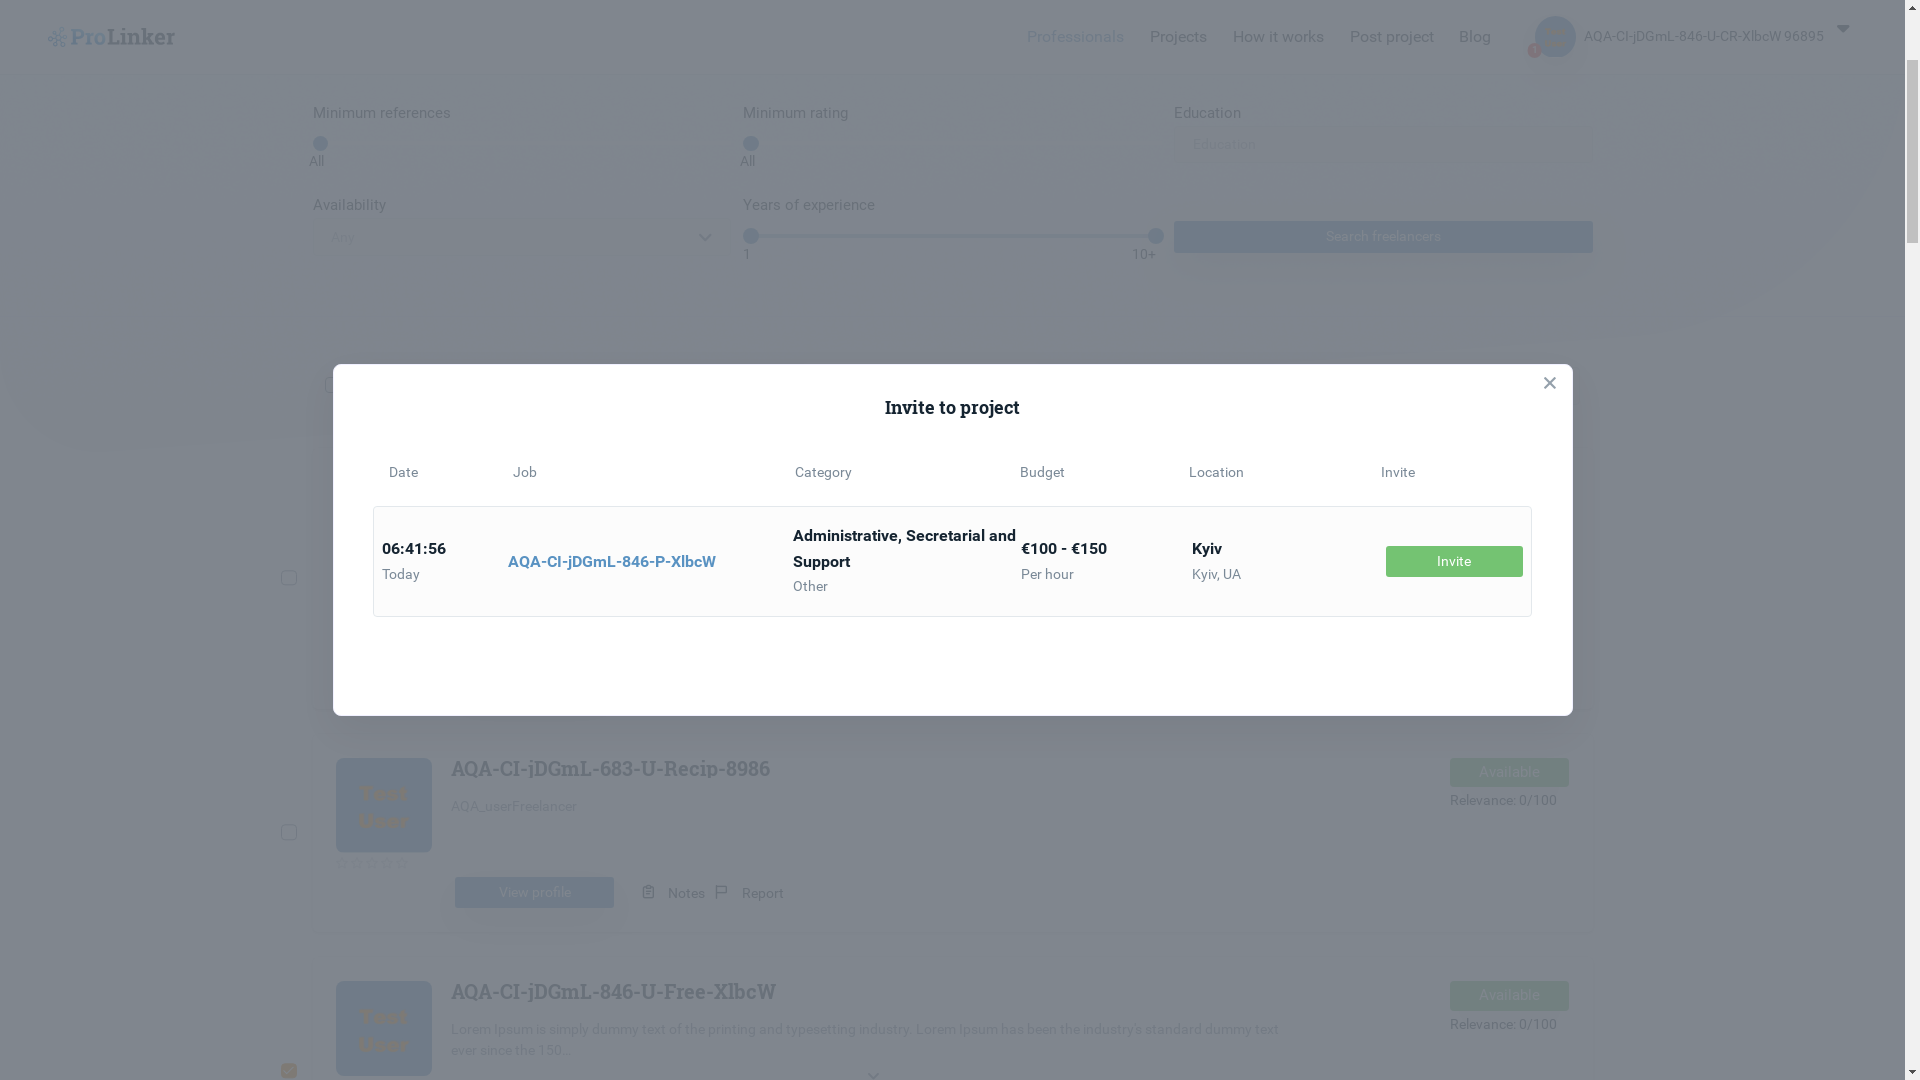 ProLinker
Professionals
Projects
How it works
Post project
Blog
1
AQA-CI-jDGmL-846-U-CR-XlbcW 96895
Minimum references
Minimum rating
Education
All
All
Education
Availability
Years of experience
Any
Search freelancers
1
10+
Invite to project
Date
Job
Category
Budget
Location
Invite
06:41:56
Today
AQA-CI-jDGmL-846-P-XlbcW
Administrative, Secretarial and
Support
Other
€100 - €150
Per hour
Kyiv
Kyiv, UA
Invite
AQA-CI-jDGmL-683-U-Recip-8986
Available
AQA_userFreelancer
Relevance: 0/100
View profile
Notes
Report
AQA-CI-jDGmL-846-U-Free-XlbcW
Available
Lorem Ipsum is simply dummy text of the printing and typesetting industry. Lorem Ipsum has been the industry's standard dummy text
ever since the 150..
Relevance: 0/100